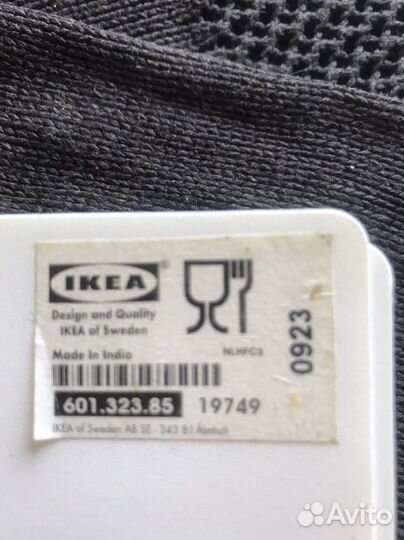 IKEA
Design and Quality
IKEA of Sweden
Made in India
NLHFCS
0923
601.323.85 19749
IKEA of Sweden AB SE - 343 81 Älmhult
Avito